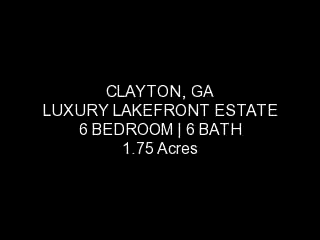 CLAYTON, GA
LUXURY LAKEFRONT ESTATE
6 BEDROOM | 6 BATH
1.75 Acres